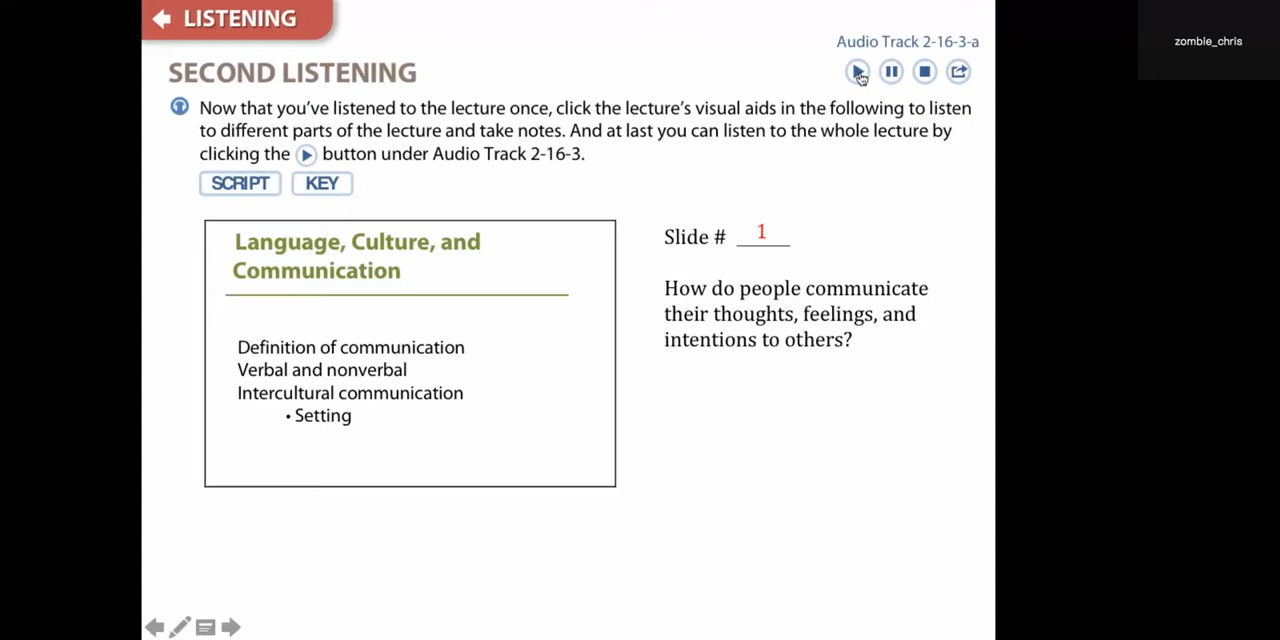 LISTENING
zombie_chris
Audio Track 2-16-3-a
SECOND LISTENING
Now that you've listened to the lecture once, click the lecture's visual aids in the following to listen
to different parts of the lecture and take notes. And at last you can listen to the whole lecture by
clicking the button under Audio Track 2-16-3.
SCRIPT KEY
Language, Culture, and
Communication
Definition of communication
Verbal and nonverbal
Intercultural communication
• Setting
Slide # 1
How do people communicate
their thoughts, feelings, and
intentions to others?